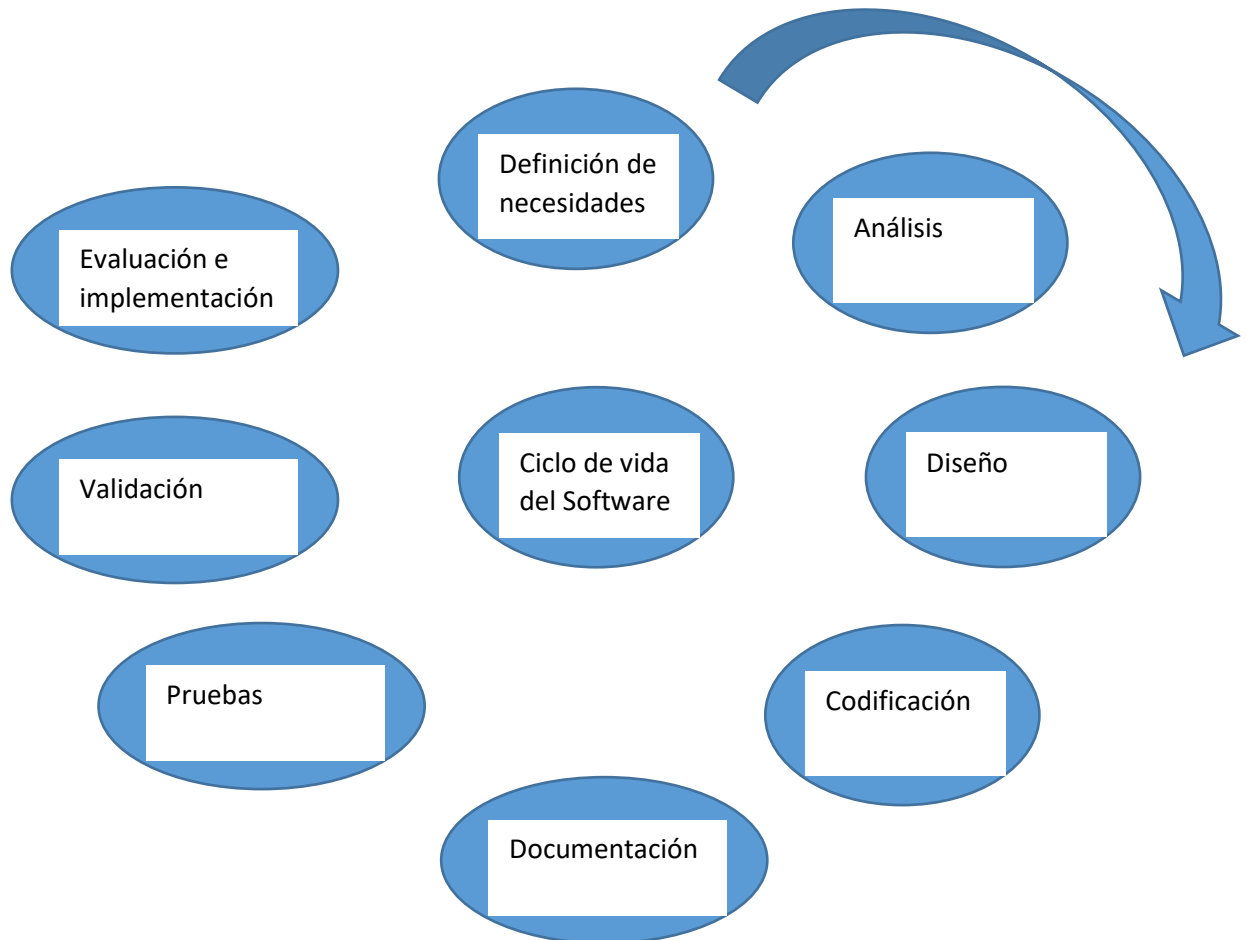 Definición de
necesidades
Análisis
Evaluación e
implementación
Ciclo de vida
del Software
Diseño
Validación
Pruebas
Codificación
Documentación